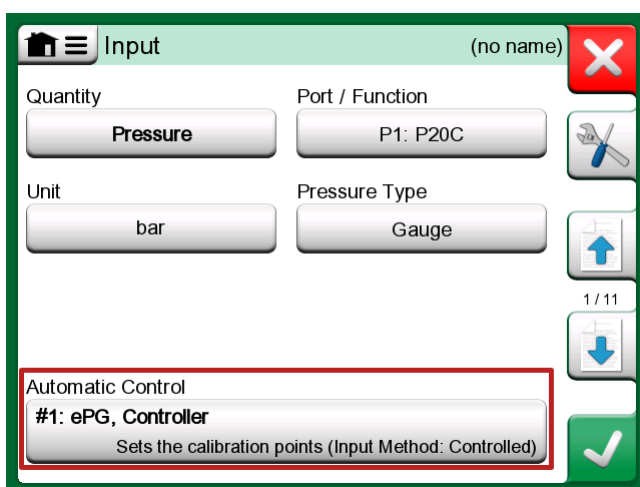 Input (no name)
Quantity Port / Function
Pressure P1: P20C
Unit Pressure Type
bar Gauge
1 / 11
Automatic Control
#1: ePG, Controller
Sets the calibration points (Input Method: Controlled)